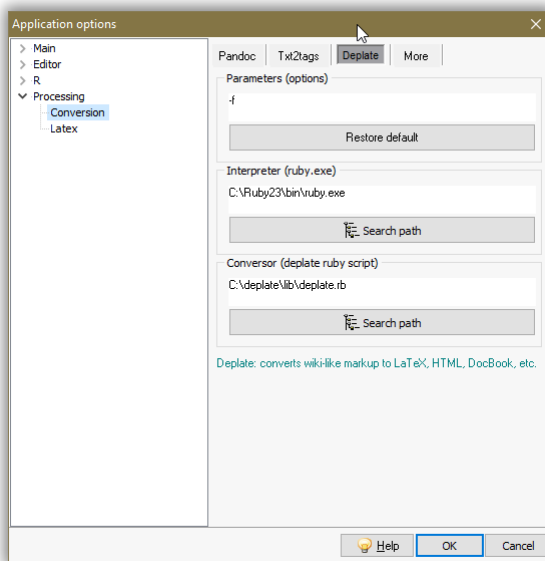 Application options
Main
Editor
R
Processing
Conversion
Latex
Pandoc Txt2tags Deplate More
Parameters (options)
-f
Restore default
Interpreter (ruby.exe)
C:\Ruby23\bin\ruby.exe
Search path
Conversor (deplate ruby script)
C:\deplate\lib\deplate.rb
Search path
Deplate: converts wiki-like markup to LaTeX, HTML, DocBook, etc.
Help OK Cancel